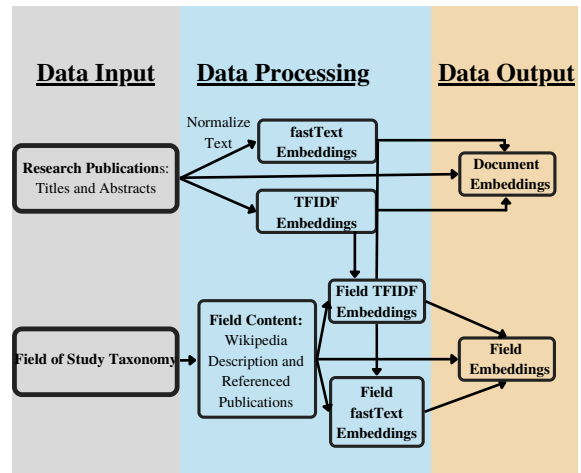 Data Input
Data Processing
Data Output
Normalize
Text
fastText
Embeddings
Research Publications:
Titles and Abstracts
Document
Embeddings
TFIDF
Embeddings
Field TFIDF
Embeddings
Field Content:
Wikipedia
Description and
Referenced
Publications
Field of Study Taxonomy
Field
Embeddings
Field
fastText
Embeddings